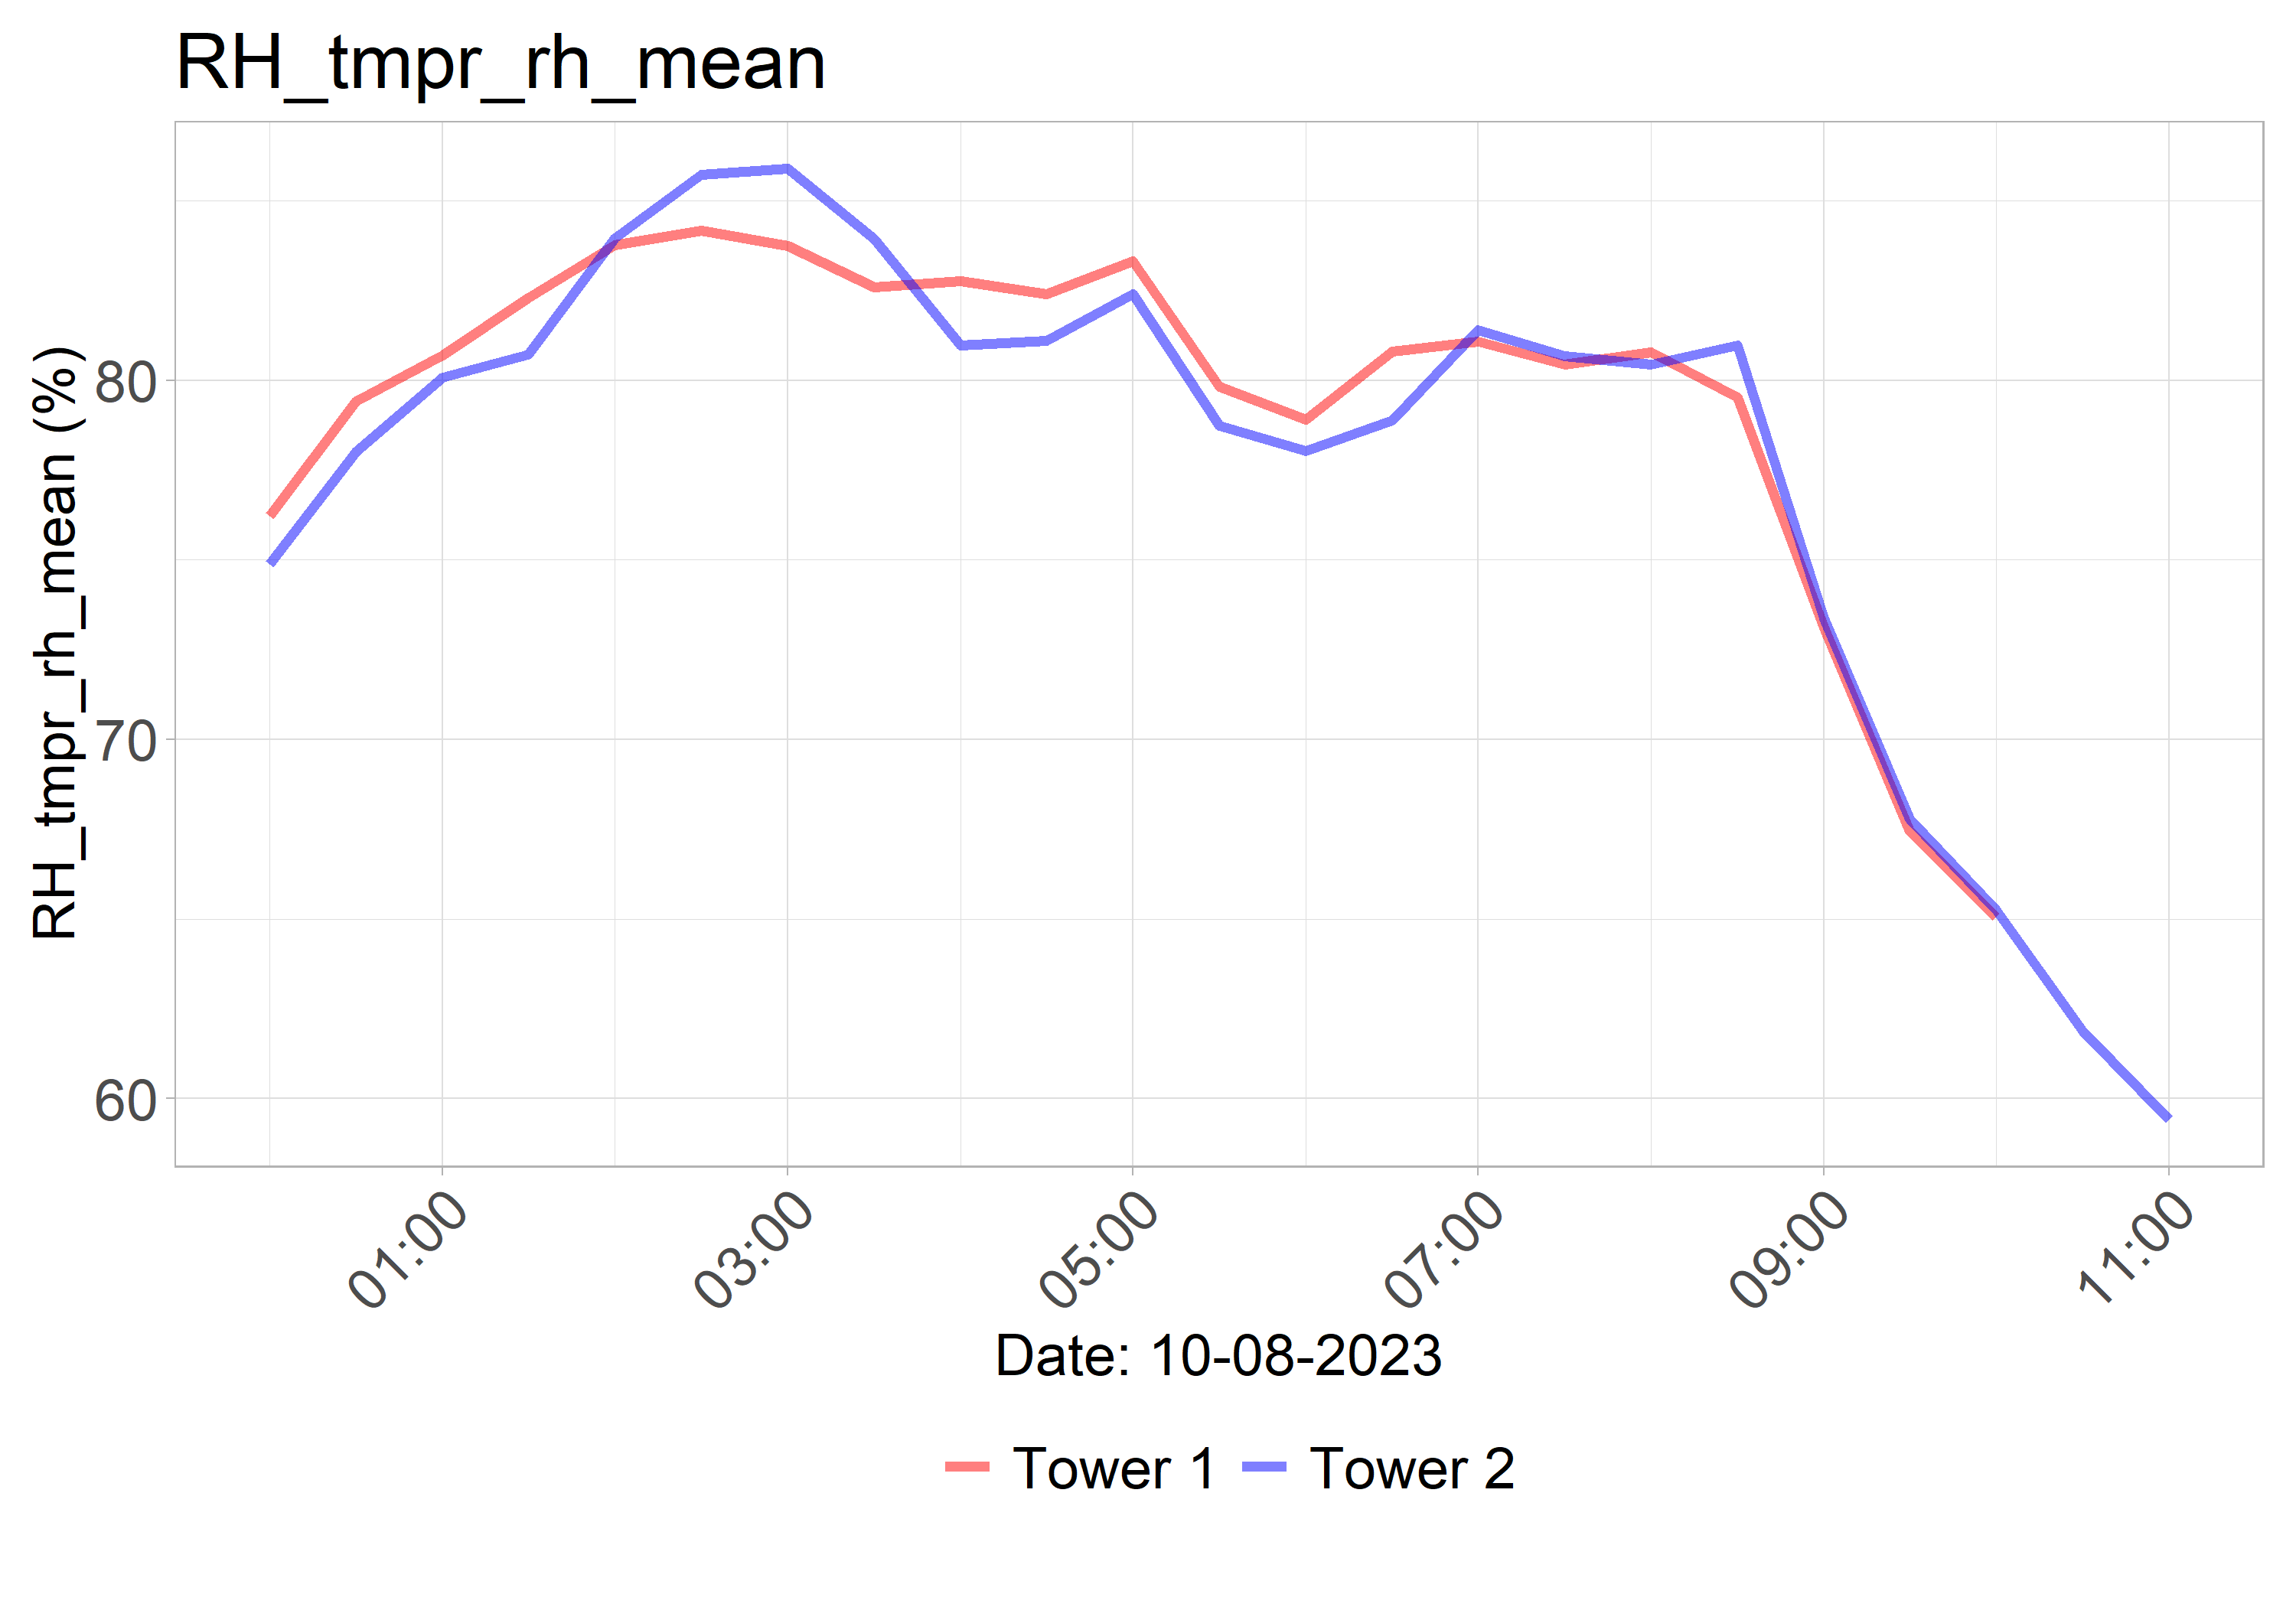 RH_tmpr_rh_mean
RH_tmpr_rh_mean (%)
80
70
60
01:00
03:00
05:00
07:00
09:00
11:00
Date: 10-08-2023
Tower 1
Tower 2